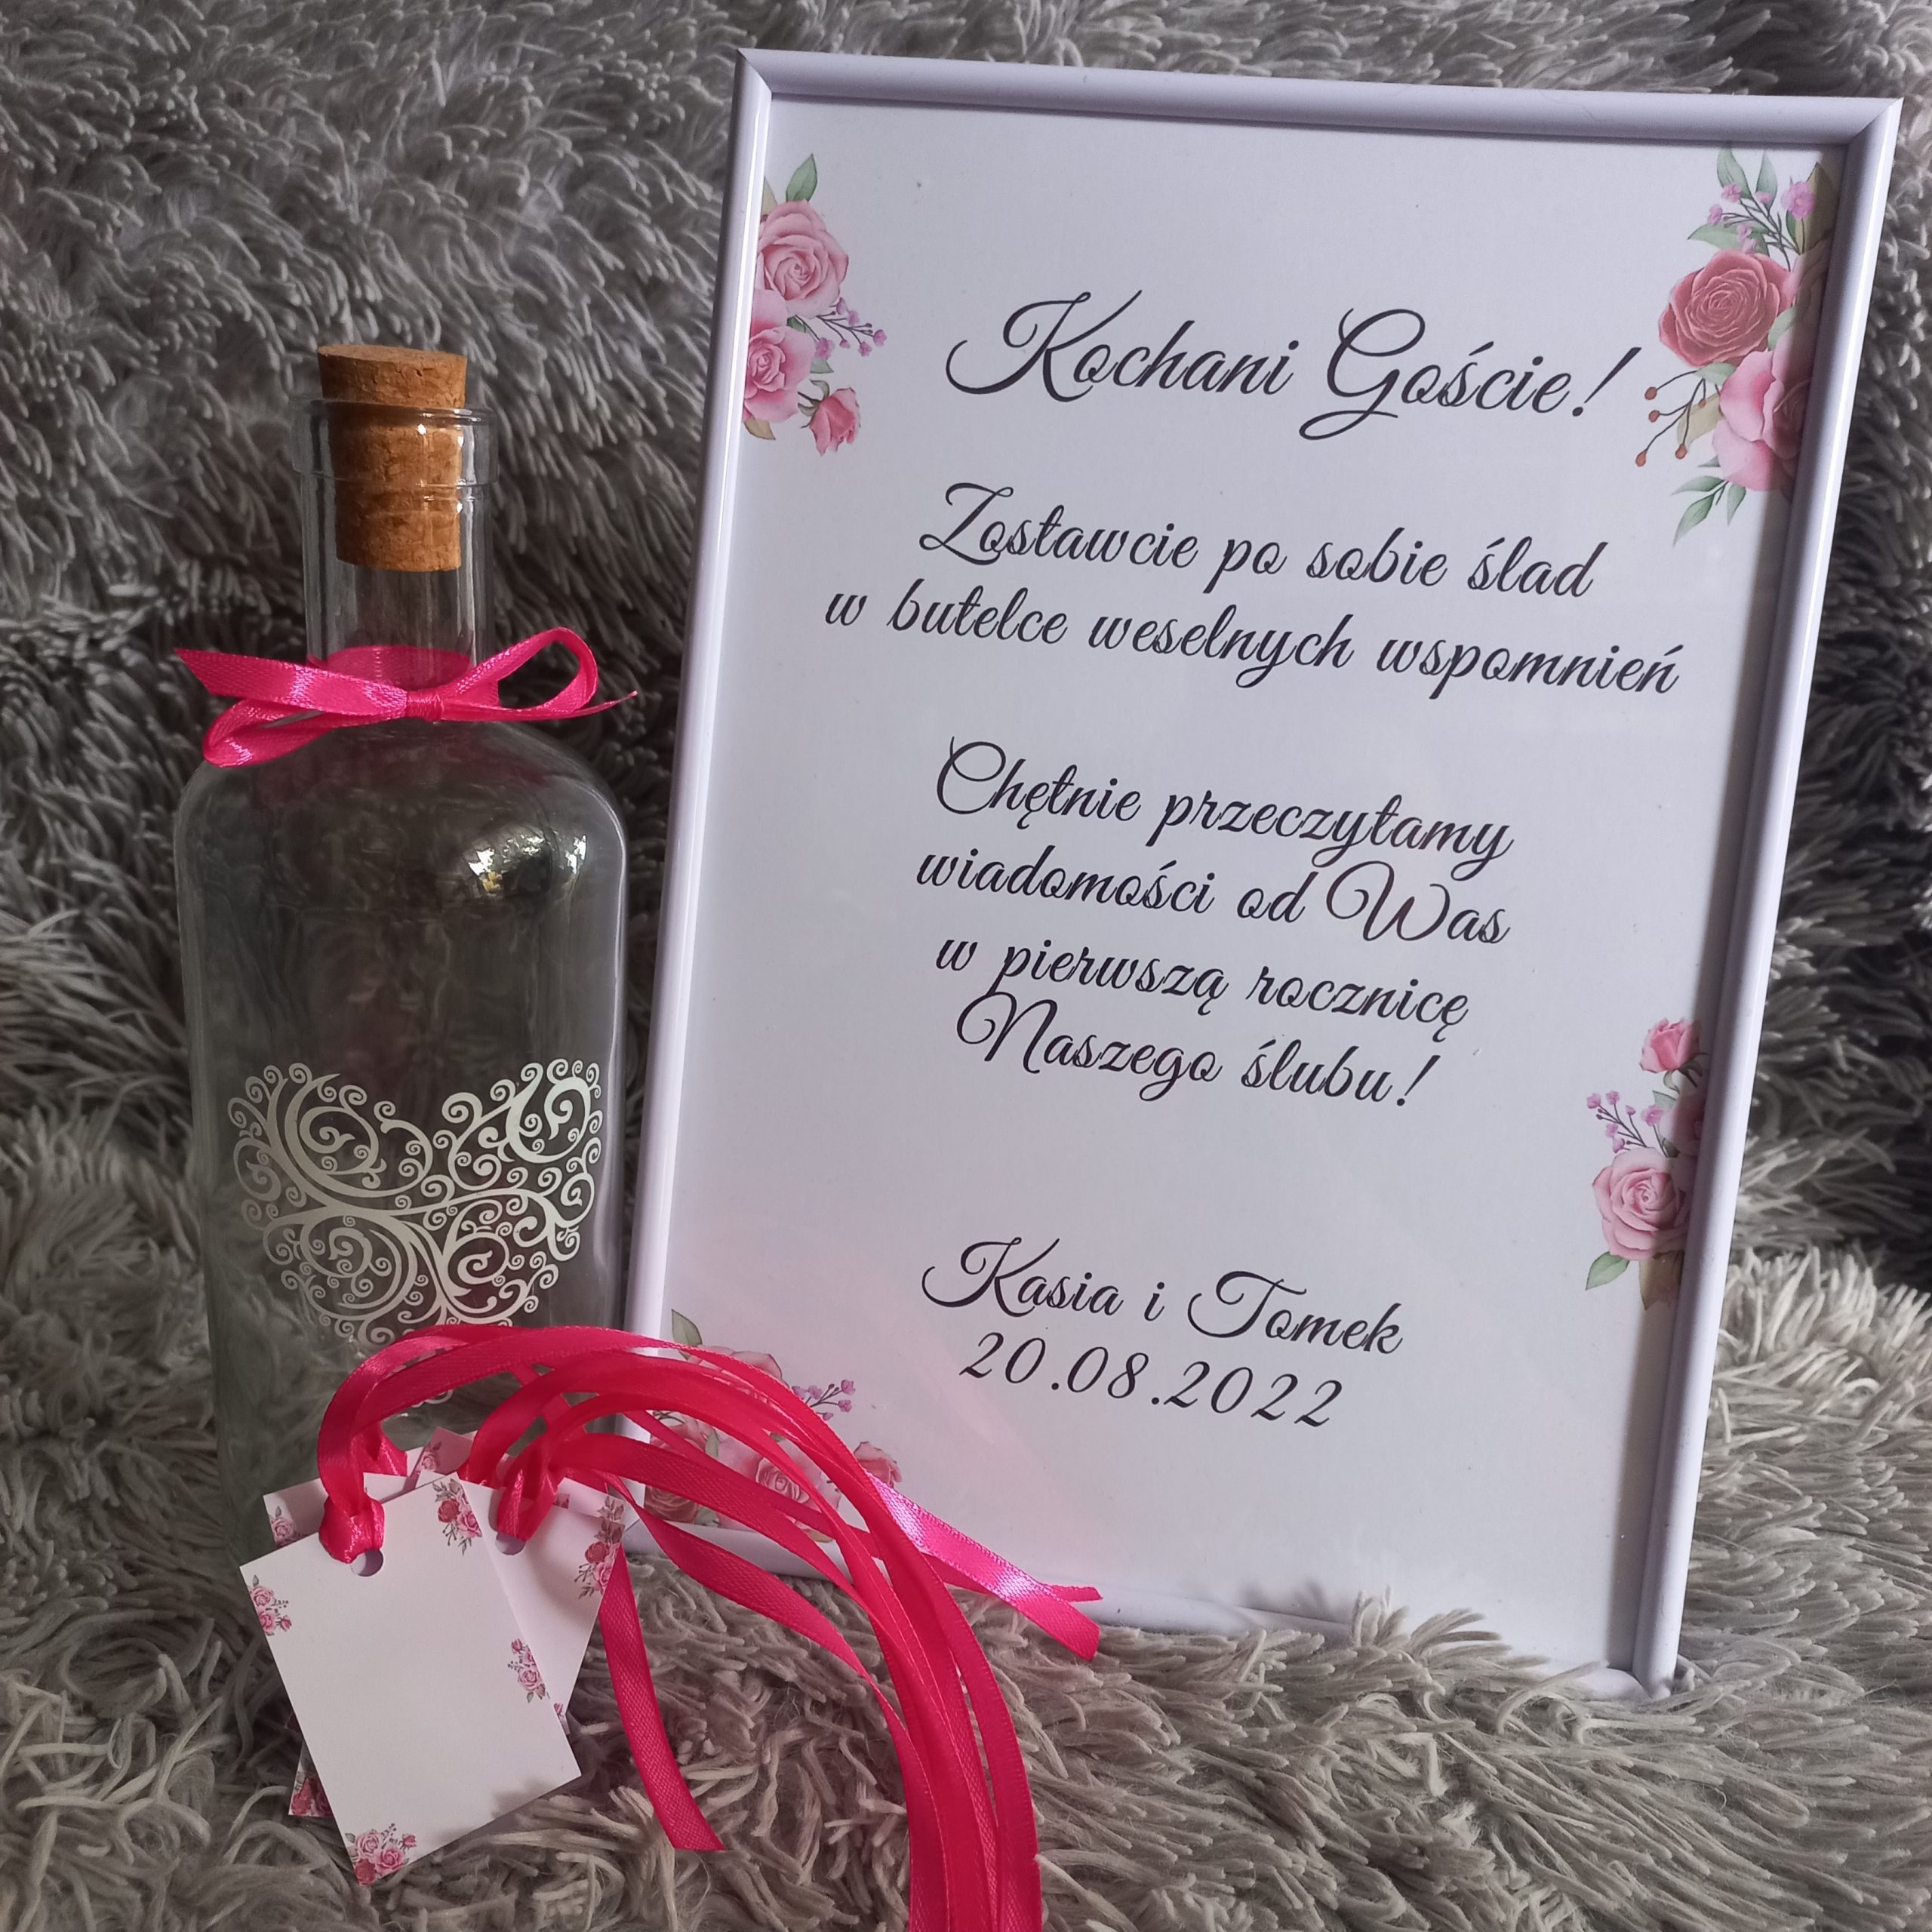 Kochani Goście!
Zostawcie po sobie ślad
w butelce weselnych wspomnień
Chętnie przeczytamy
wiadomości od Was
w pierwszą rocznicę
Naszego ślubu!
Kasia i Tomek
20.08.2022